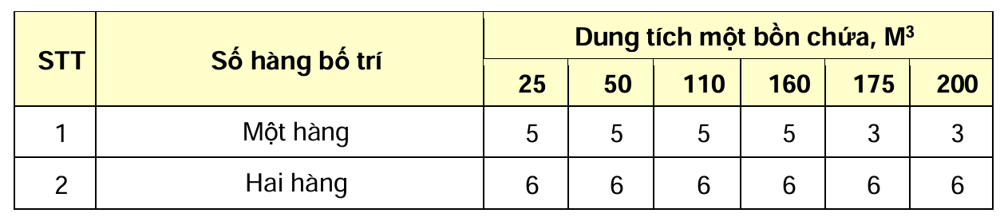 STT Số hàng bố trí Dung tích một bồn chứa, M³
25 50 110 160 175 200
1 Một hàng 5 5 5 5 3 3
2 Hai hàng 6 6 6 6 6 6